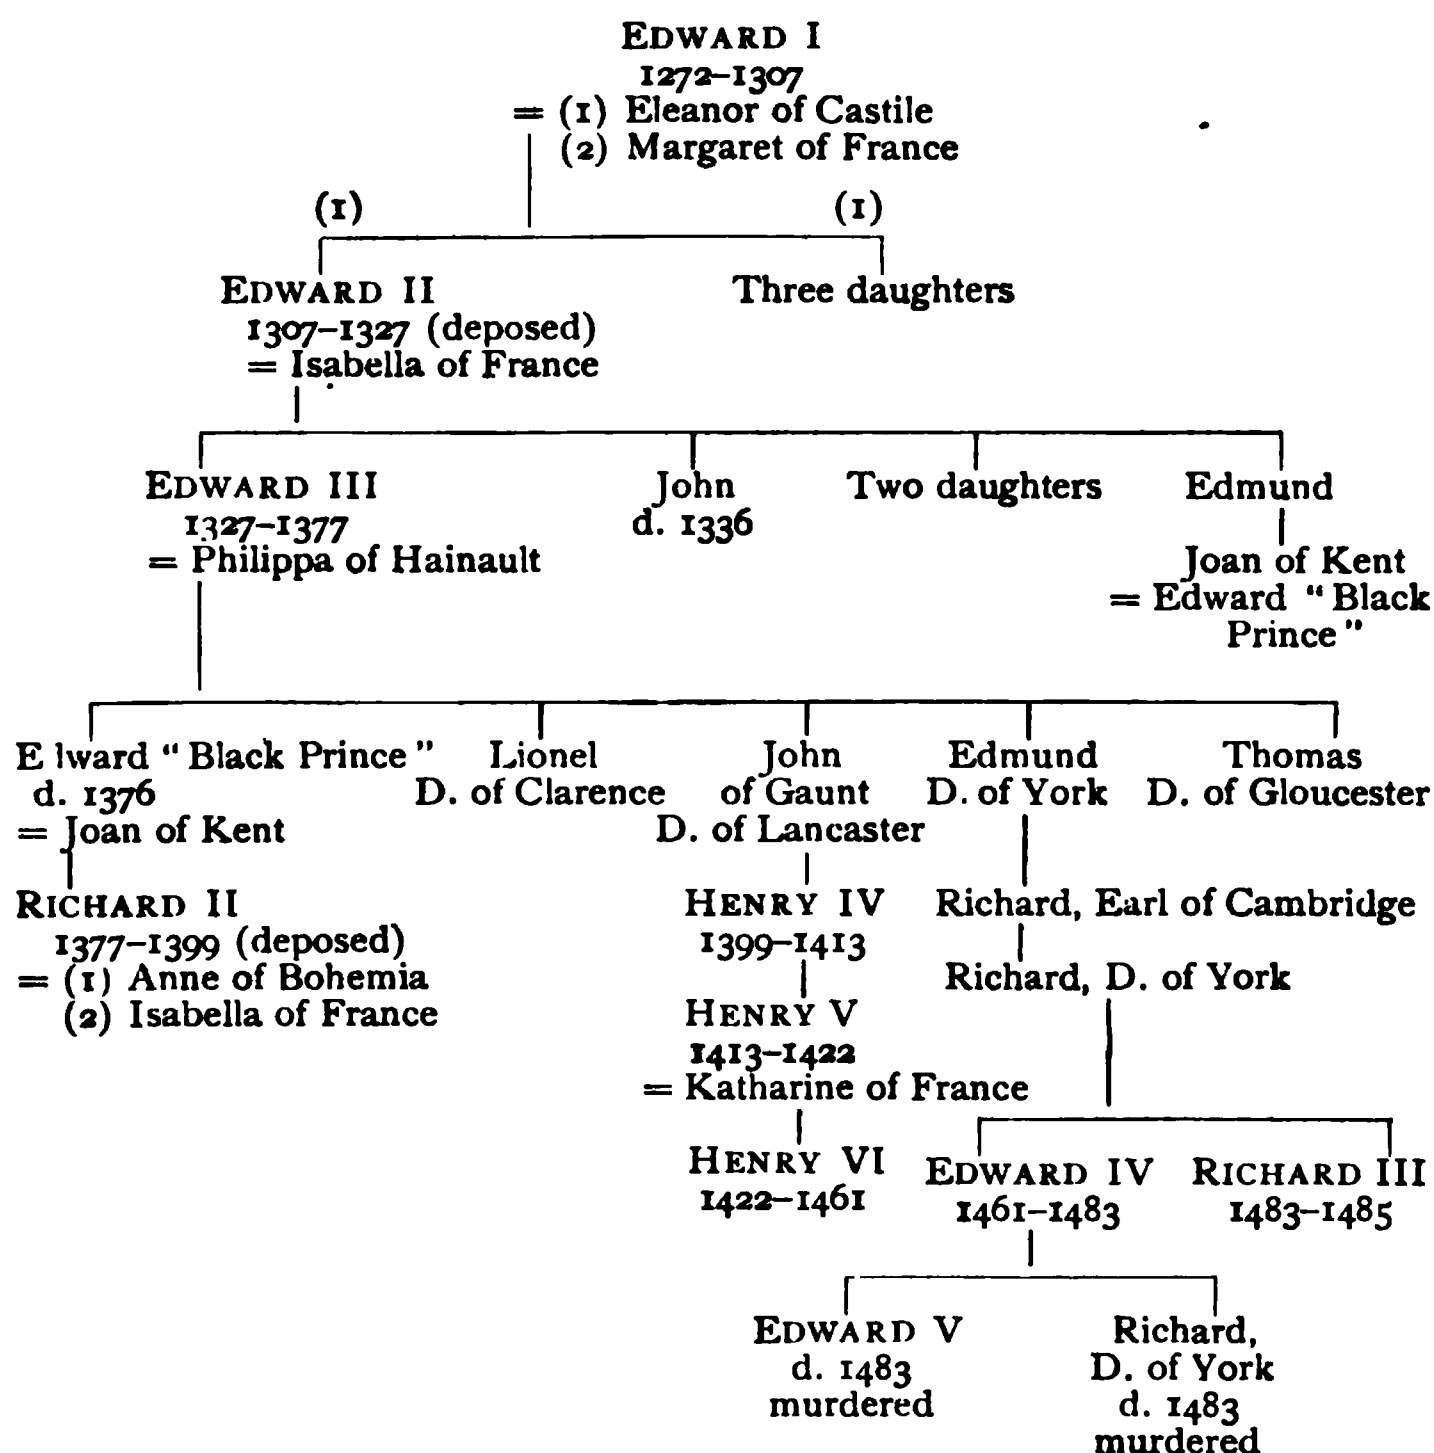 EDWARD I
1272–1307
= (1) Eleanor of Castile
(2) Margaret of France
(1) (1)
EDWARD II
1307–1327 (deposed)
= Isabella of France
Three daughters
EDWARD III
1327–1377
= Philippa of Hainault
John
d. 1336
Two daughters
Edmund
Joan of Kent
= Edward "Black
Prince"
Edward "Black Prince"
d. 1376
= Joan of Kent
Lionel
D. of Clarence
John
of Gaunt
D. of Lancaster
Edmund
D. of York
Thomas
D. of Gloucester
RICHARD II
1377–1399 (deposed)
= (1) Anne of Bohemia
(2) Isabella of France
HENRY IV
1399–1413
Richard, Earl of Cambridge
Richard, D. of York
HENRY V
1413–1422
= Katharine of France
HENRY VI
1422–1461
EDWARD IV
1461–1483
RICHARD III
1483–1485
EDWARD V
d. 1483
murdered
Richard,
D. of York
d. 1483
murdered